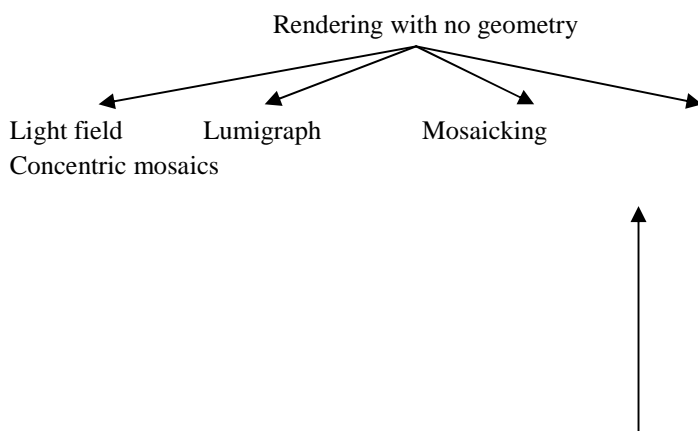 Rendering with no geometry
Light field Lumigraph Mosaicking
Concentric mosaics